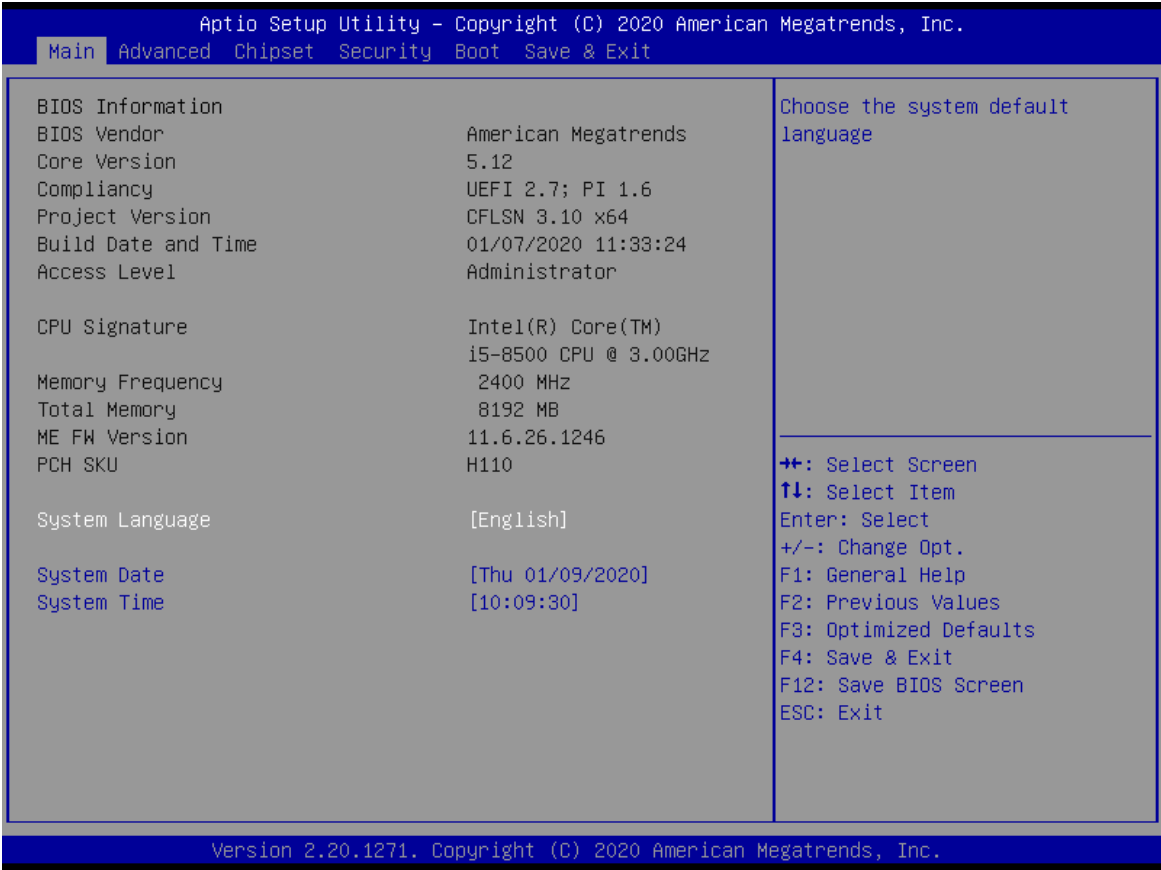 Aptio Setup Utility – Copyright (C) 2020 American Megatrends, Inc.
Main Advanced Chipset Security Boot Save & Exit
BIOS Information
BIOS Vendor American Megatrends
Core Version 5.12
Compliancy UEFI 2.7; PI 1.6
Project Version CFLSN 3.10 x64
Build Date and Time 01/07/2020 11:33:24
Access Level Administrator
CPU Signature Intel(R) Core(TM)
i5-8500 CPU @ 3.00GHz
Memory Frequency 2400 MHz
Total Memory 8192 MB
ME FW Version 11.6.26.1246
PCH SKU H110
System Language [English]
System Date [Thu 01/09/2020]
System Time [10:09:30]
Choose the system default
language
→←: Select Screen
↑↓: Select Item
Enter: Select
+/-: Change Opt.
F1: General Help
F2: Previous Values
F3: Optimized Defaults
F4: Save & Exit
F12: Save BIOS Screen
ESC: Exit
Version 2.20.1271. Copyright (C) 2020 American Megatrends, Inc.